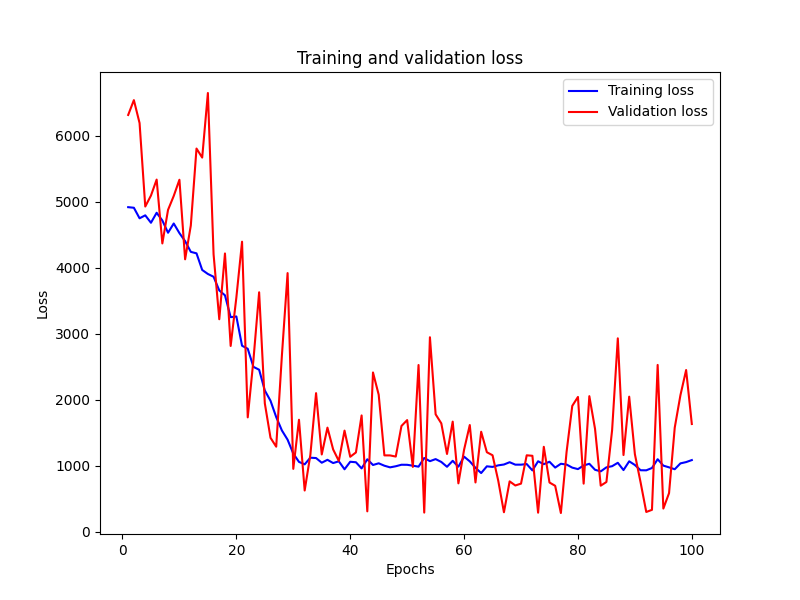 Training and validation loss
Training loss
Validation loss
6000
5000
4000
3000
2000
1000
0
Loss
0 20 40 60 80 100
Epochs